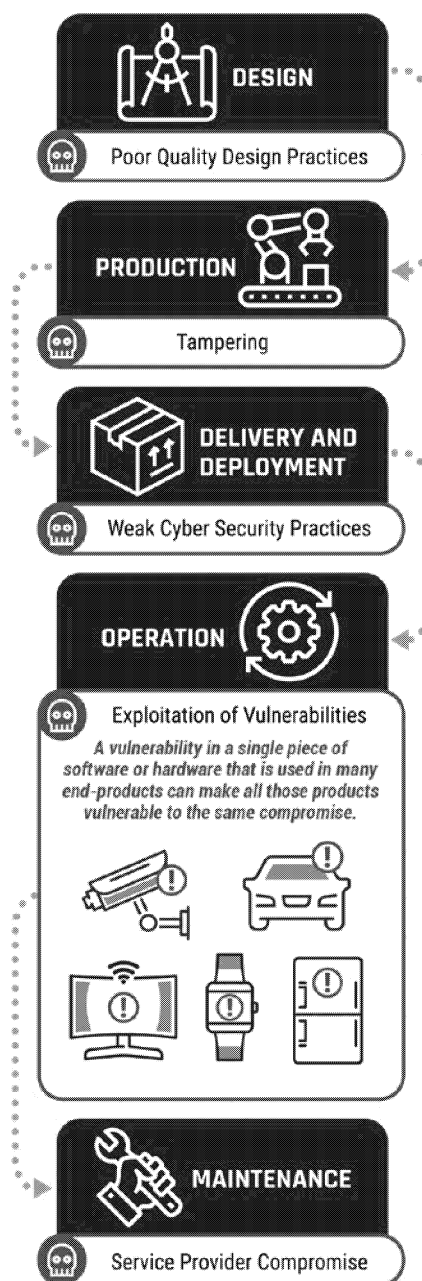 DESIGN
Poor Quality Design Practices
PRODUCTION
Tampering
DELIVERY AND
DEPLOYMENT
Weak Cyber Security Practices
OPERATION
Exploitation of Vulnerabilities
A vulnerability in a single piece of
software or hardware that is used in many
end-products can make all those products
vulnerable to the same compromise.
MAINTENANCE
Service Provider Compromise